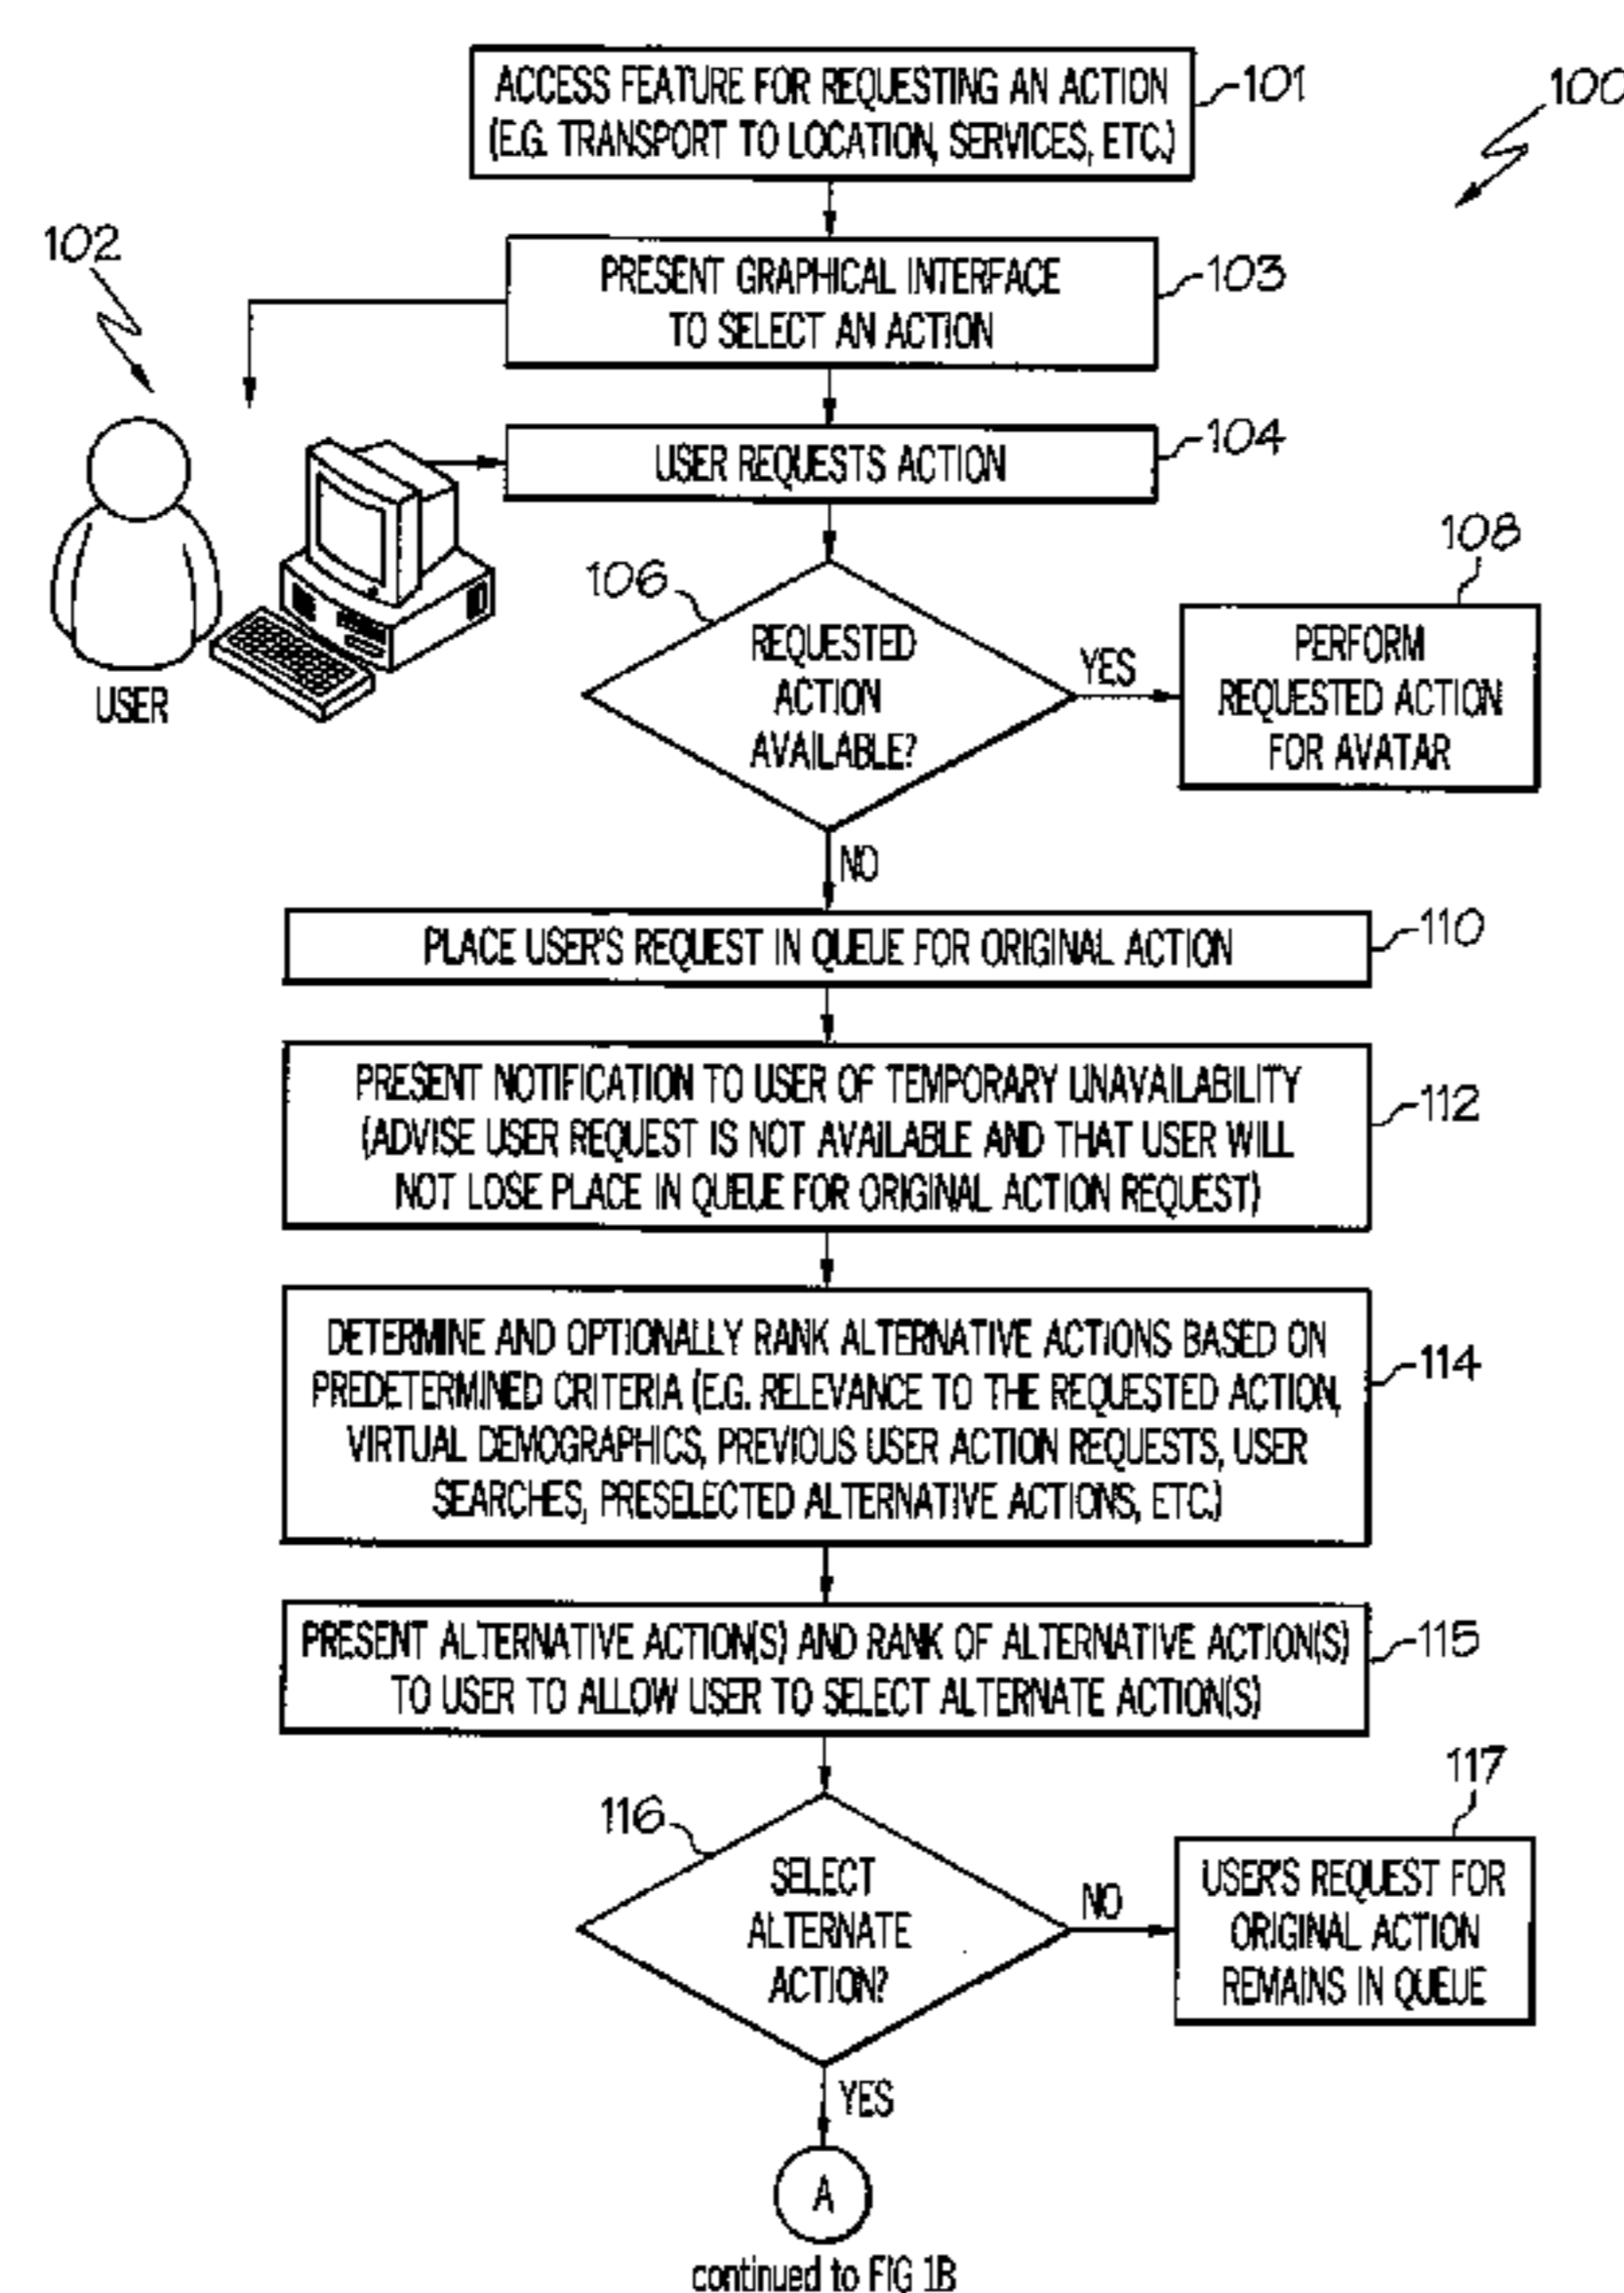 ACCESS FEATURE FOR REQUESTING AN ACTION
(E.G. TRANSPORT TO LOCATION, SERVICES, ETC.)
101
100
102
PRESENT GRAPHICAL INTERFACE
TO SELECT AN ACTION
103
USER REQUESTS ACTION
104
USER
106
REQUESTED
ACTION
AVAILABLE?
YES
108
PERFORM
REQUESTED ACTION
FOR AVATAR
NO
PLACE USER'S REQUEST IN QUEUE FOR ORIGINAL ACTION
110
PRESENT NOTIFICATION TO USER OF TEMPORARY UNAVAILABILITY
(ADVISE USER REQUEST IS NOT AVAILABLE AND THAT USER WILL
NOT LOSE PLACE IN QUEUE FOR ORIGINAL ACTION REQUEST)
112
DETERMINE AND OPTIONALLY RANK ALTERNATIVE ACTIONS BASED ON
PREDETERMINED CRITERIA (E.G. RELEVANCE TO THE REQUESTED ACTION,
VIRTUAL DEMOGRAPHICS, PREVIOUS USER ACTION REQUESTS, USER
SEARCHES, PRESELECTED ALTERNATIVE ACTIONS, ETC.)
114
PRESENT ALTERNATIVE ACTION(S) AND RANK OF ALTERNATIVE ACTION(S)
TO USER TO ALLOW USER TO SELECT ALTERNATE ACTION(S)
115
116
SELECT
ALTERNATE
ACTION?
NO
117
USER'S REQUEST FOR
ORIGINAL ACTION
REMAINS IN QUEUE
YES
A
continued to FIG 1B